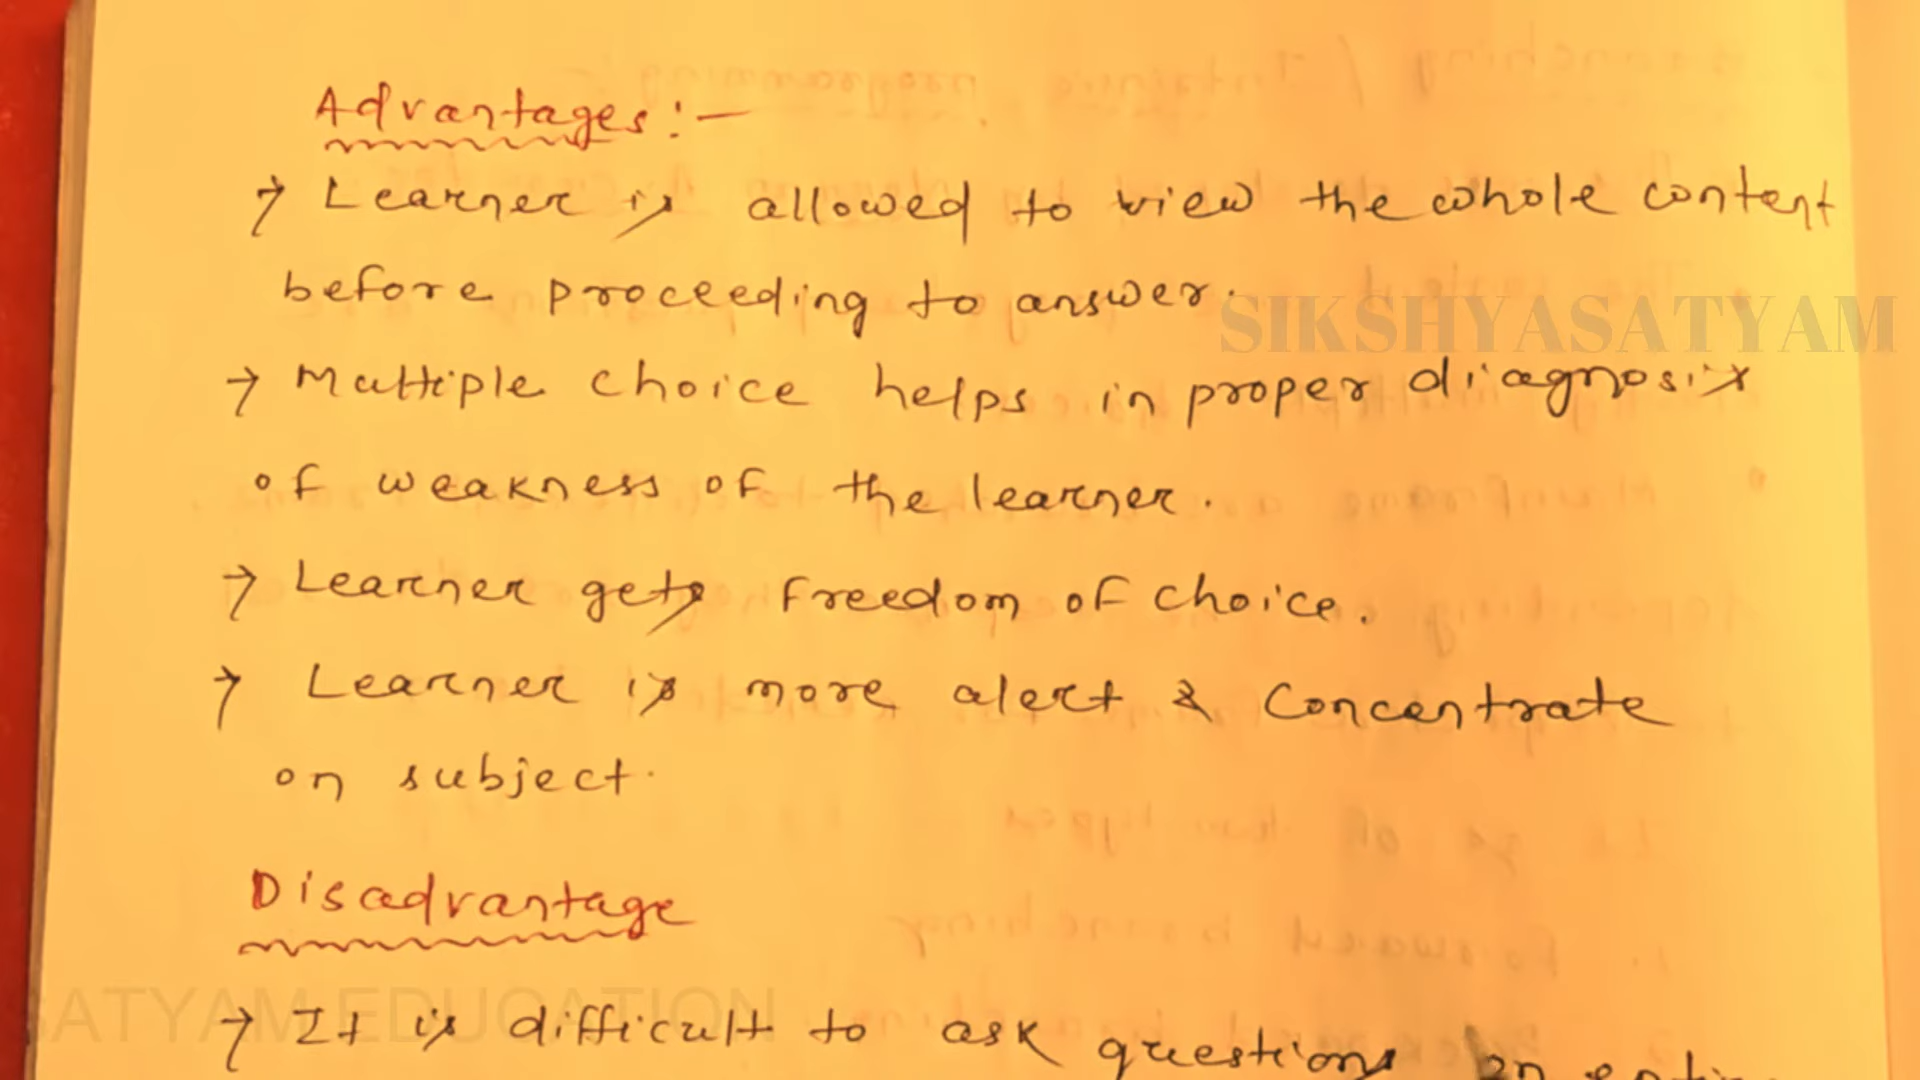 Advantages:-
→ Learner is allowed to view the whole content
before proceeding to answer.
SIKSHYASATYAM
→ Multiple choice helps in proper diagnosis
of weakness of the learner.
→ Learner gets freedom of choice.
→ Learner is more alert & Concentrate
on subject.
Disadvantage
SATYAM EDUCATION
→ It is difficult to ask questions on